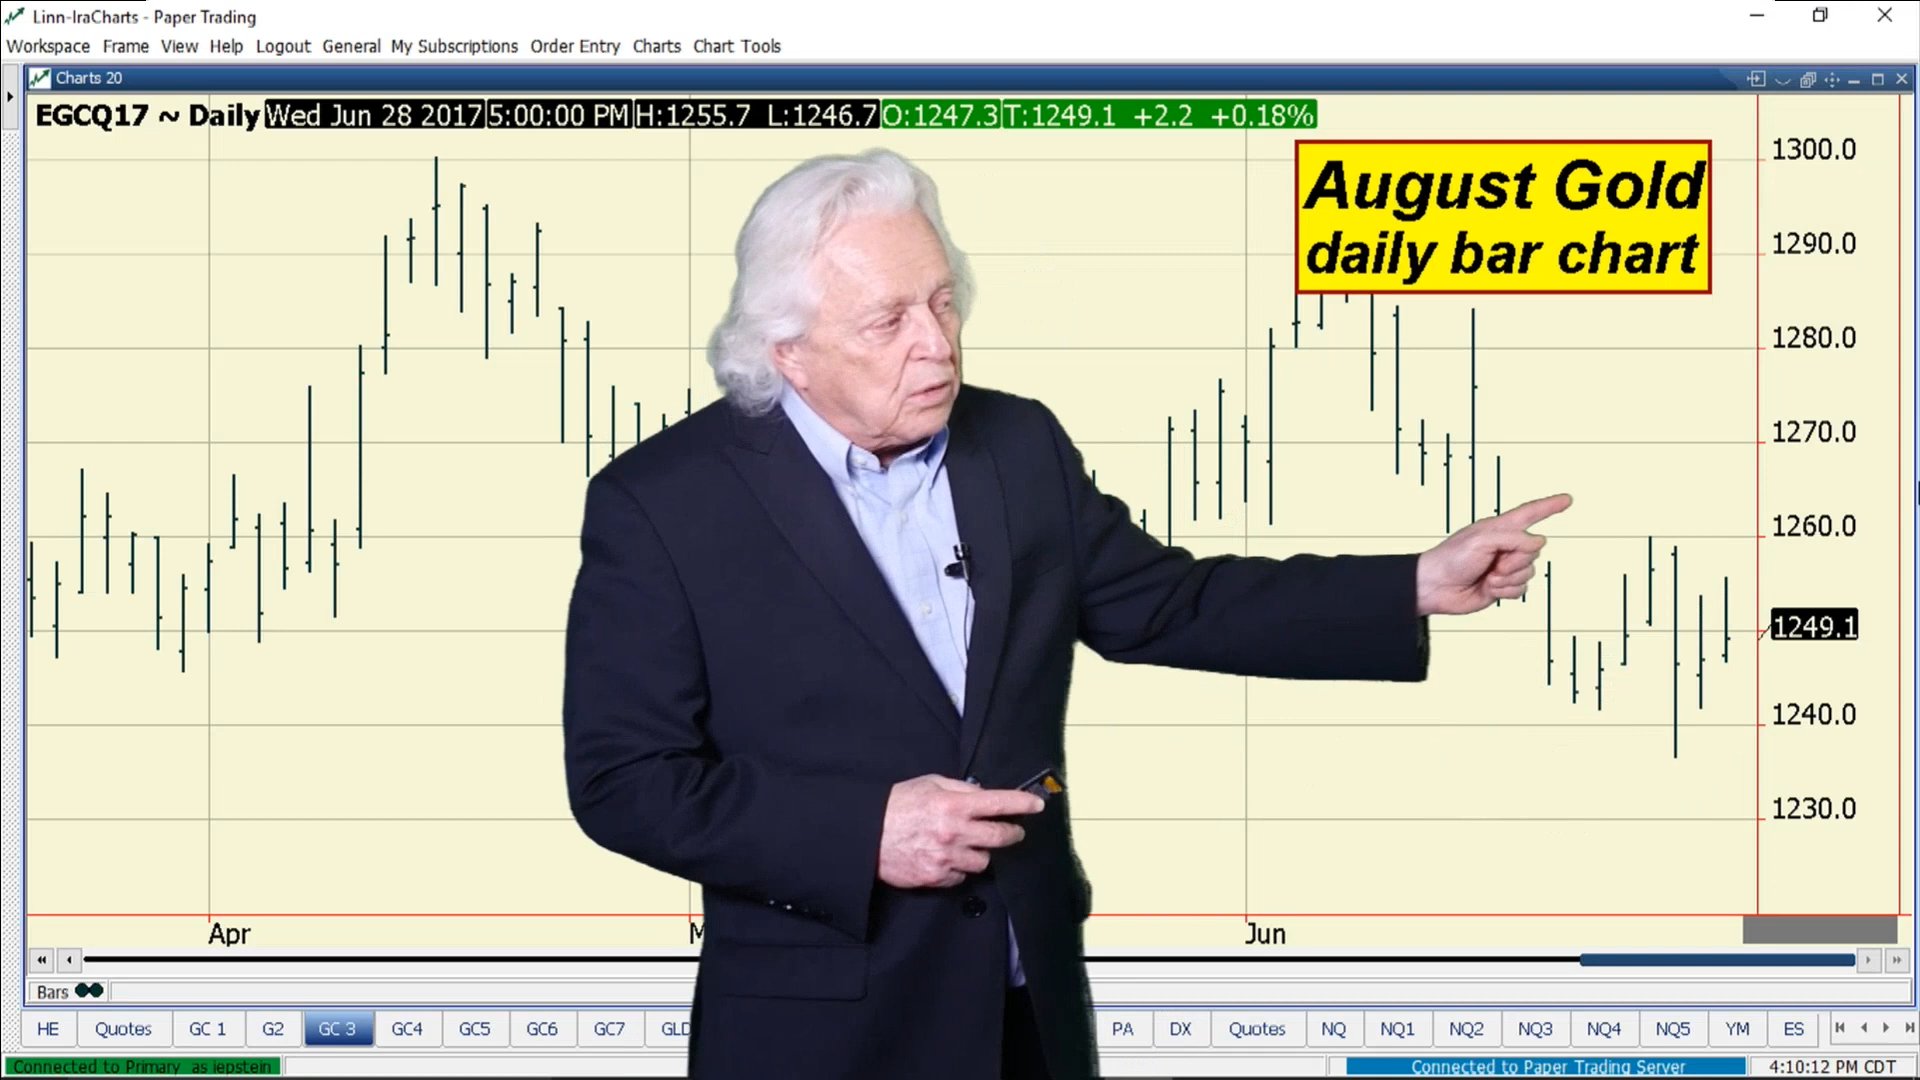 Linn-IraCharts - Paper Trading
Workspace Frame View Help Logout General My Subscriptions Order Entry Charts Chart Tools
Charts 20
EGCQ17 ~ Daily Wed Jun 28 2017 5:00:00 PM H:1255.7 L:1246.7 O:1247.3 T:1249.1 +2.2 +0.18%
August Gold
daily bar chart
1300.0
1290.0
1280.0
1270.0
1260.0
1249.1
1240.0
1230.0
Apr Jun
Bars
HE Quotes GC 1 G2 GC 3 GC4 GC5 GC6 GC7 GLD PA DX Quotes NQ NQ1 NQ2 NQ3 NQ4 NQ5 YM ES
Connected to Primary as iepstein Connected to Paper Trading Server 4:10:12 PM CDT